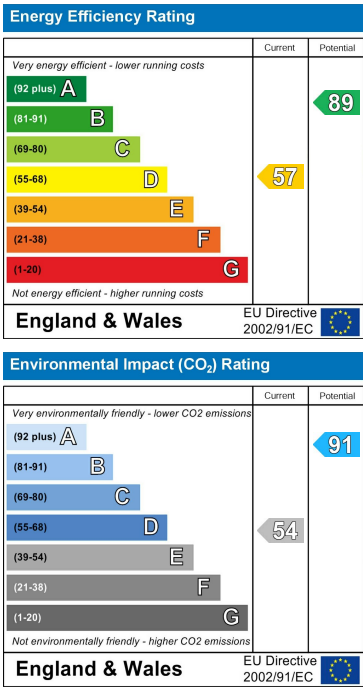 Energy Efficiency Rating
Current Potential
Very energy efficient - lower running costs
(92 plus) A
(81-91) B
(69-80) C
(55-68) D
(39-54) E
(21-38) F
(1-20) G
57
89
Not energy efficient - higher running costs
England & Wales
EU Directive
2002/91/EC
Environmental Impact (CO₂) Rating
Current Potential
Very environmentally friendly - lower CO2 emissions
(92 plus) A
(81-91) B
(69-80) C
(55-68) D
(39-54) E
(21-38) F
(1-20) G
54
91
Not environmentally friendly - higher CO2 emissions
England & Wales
EU Directive
2002/91/EC